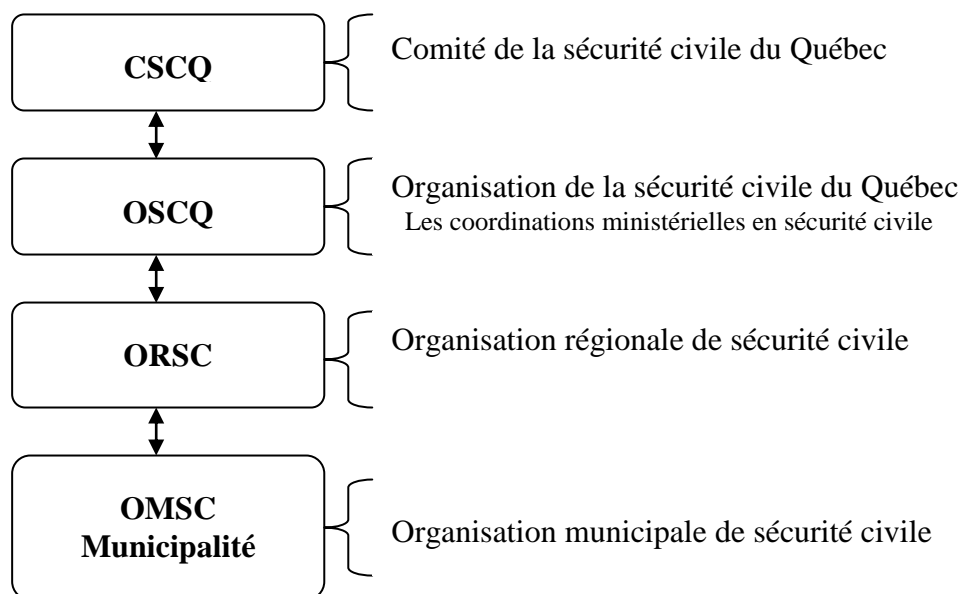 CSCQ
Comité de la sécurité civile du Québec
OSCQ
Organisation de la sécurité civile du Québec
Les coordinations ministérielles en sécurité civile
ORSC
Organisation régionale de sécurité civile
OMSC
Municipalité
Organisation municipale de sécurité civile